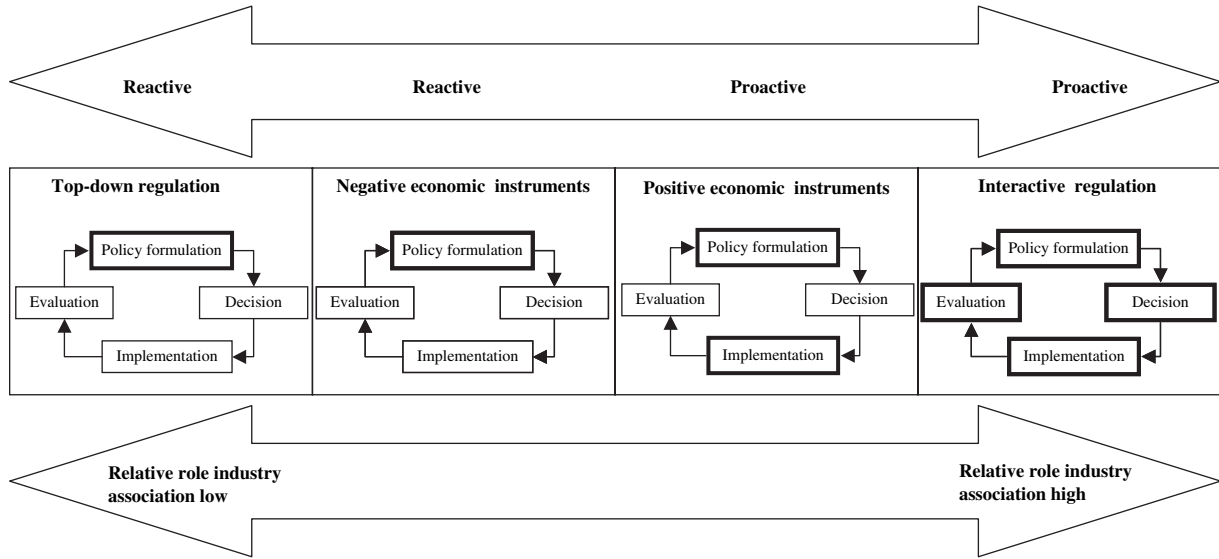 Reactive
Reactive
Proactive
Proactive
Top-down regulation
Policy formulation
Evaluation
Decision
Implementation
Negative economic instruments
Policy formulation
Evaluation
Decision
Implementation
Positive economic instruments
Policy formulation
Evaluation
Decision
Implementation
Interactive regulation
Policy formulation
Evaluation
Decision
Implementation
Relative role industry
association low
Relative role industry
association high